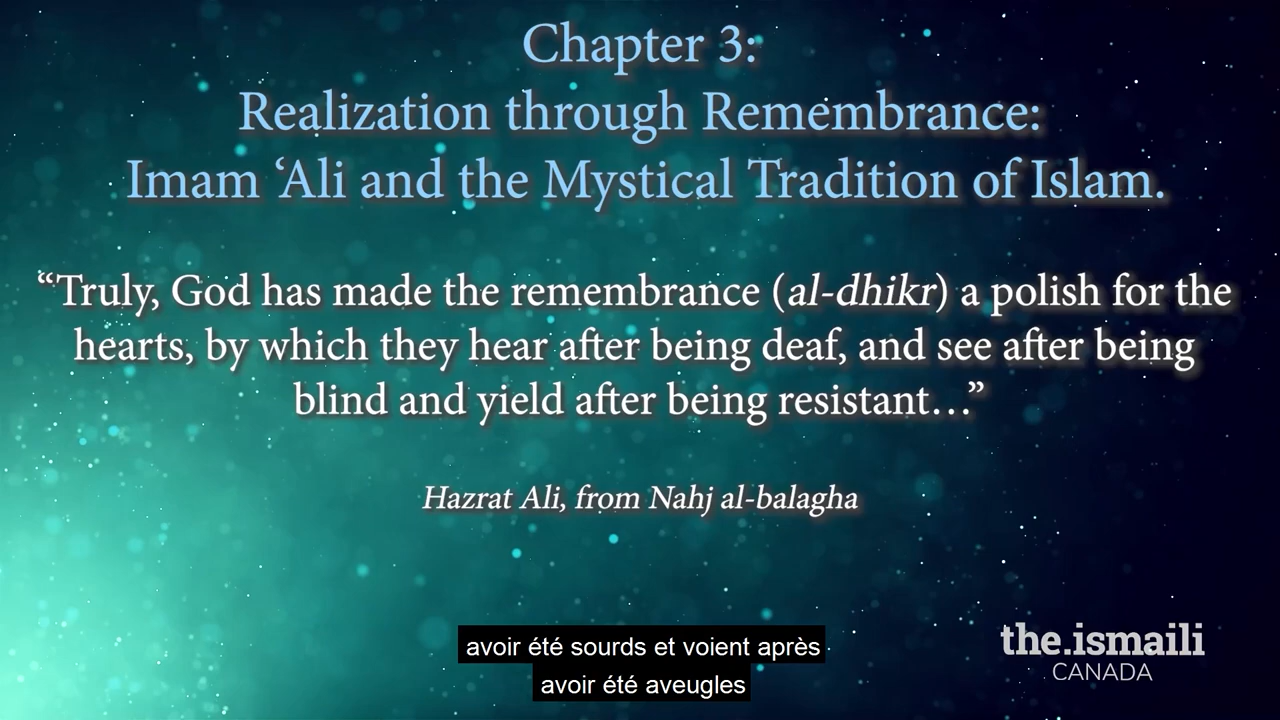 Chapter 3:
Realization through Remembrance:
Imam ‘Ali and the Mystical Tradition of Islam.
“Truly, God has made the remembrance (al-dhikr) a polish for the
hearts, by which they hear after being deaf, and see after being
blind and yield after being resistant…”
Hazrat Ali, from Nahj al-balagha
avoir été sourds et voient après
avoir été aveugles
the.ismaili
CANADA